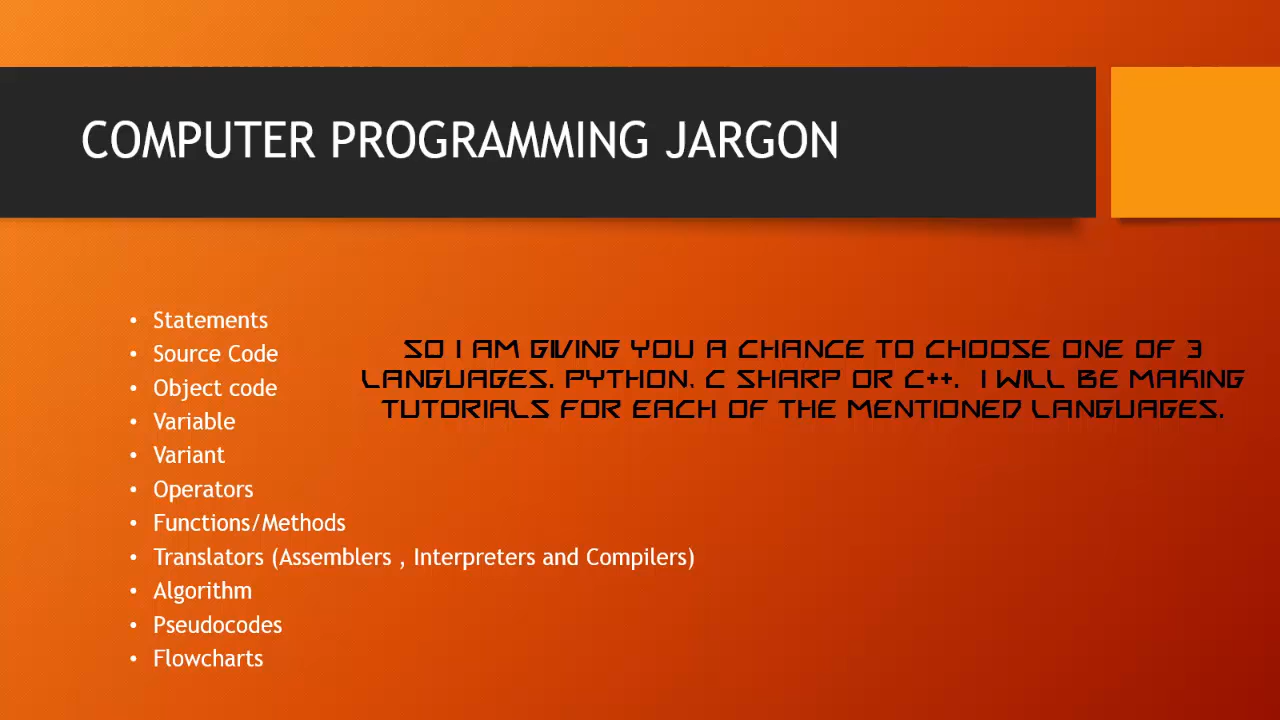 COMPUTER PROGRAMMING JARGON
• Statements
• Source Code
• Object code
• Variable
• Variant
• Operators
• Functions/Methods
• Translators (Assemblers , Interpreters and Compilers)
• Algorithm
• Pseudocodes
• Flowcharts
SO I AM GIVING YOU A CHANCE TO CHOOSE ONE OF 3
LANGUAGES. PYTHON. C SHARP OR C++.  I WILL BE MAKING
TUTORIALS FOR EACH OF THE MENTIONED LANGUAGES.